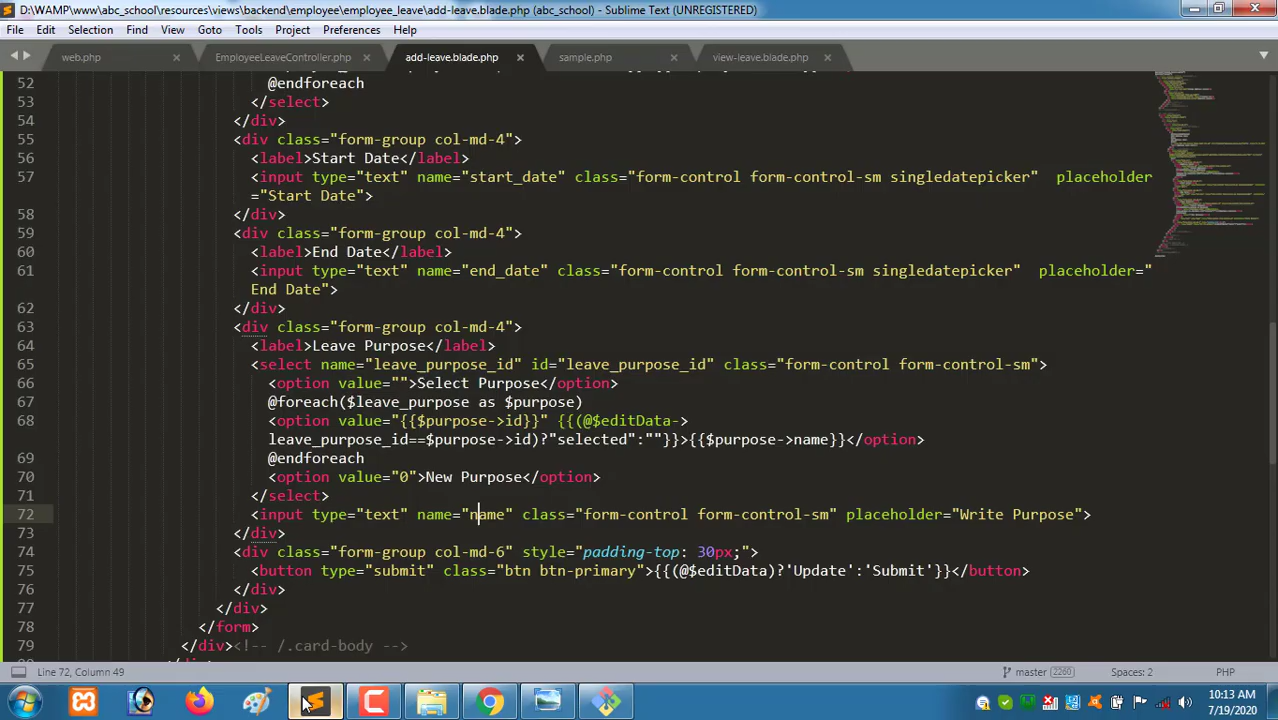 D:\WAMP\www\abc_school\resources\views\backend\employee\employee_leave\add-leave.blade.php (abc_school) - Sublime Text (UNREGISTERED)
File Edit Selection Find View Goto Tools Project Preferences Help
web.php EmployeeLeaveController.php add-leave.blade.php sample.php view-leave.blade.php
52 @endforeach
53 </select>
54 </div>
55 <div class="form-group col-md-4">
56 <label>Start Date</label>
57 <input type="text" name="start_date" class="form-control form-control-sm singledatepicker" placeholder
="Start Date">
58 </div>
59 <div class="form-group col-md-4">
60 <label>End Date</label>
61 <input type="text" name="end_date" class="form-control form-control-sm singledatepicker" placeholder="
End Date">
62 </div>
63 <div class="form-group col-md-4">
64 <label>Leave Purpose</label>
65 <select name="leave_purpose_id" id="leave_purpose_id" class="form-control form-control-sm">
66 <option value="">Select Purpose</option>
67 @foreach($leave_purpose as $purpose)
68 <option value="{{$purpose->id}}" {{(@$editData->
leave_purpose_id==$purpose->id)?"selected":""}}>{{$purpose->name}}</option>
69 @endforeach
70 <option value="0">New Purpose</option>
71 </select>
72 <input type="text" name="name" class="form-control form-control-sm" placeholder="Write Purpose">
73 </div>
74 <div class="form-group col-md-6" style="padding-top: 30px;">
75 <button type="submit" class="btn btn-primary">{{(@$editData)?'Update':'Submit'}}</button>
76 </div>
77 </div>
78 </form>
79 </div><!-- /.card-body -->
Line 72, Column 49 master 2260 Spaces: 2 PHP
10:13 AM
7/19/2020